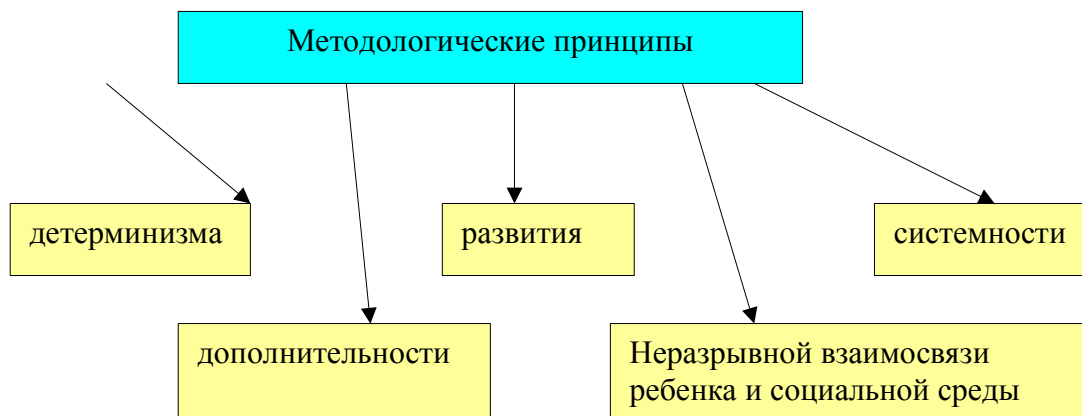 Методологические принципы
детерминизма
развития
системности
дополнительности
Неразрывной взаимосвязи
ребенка и социальной среды